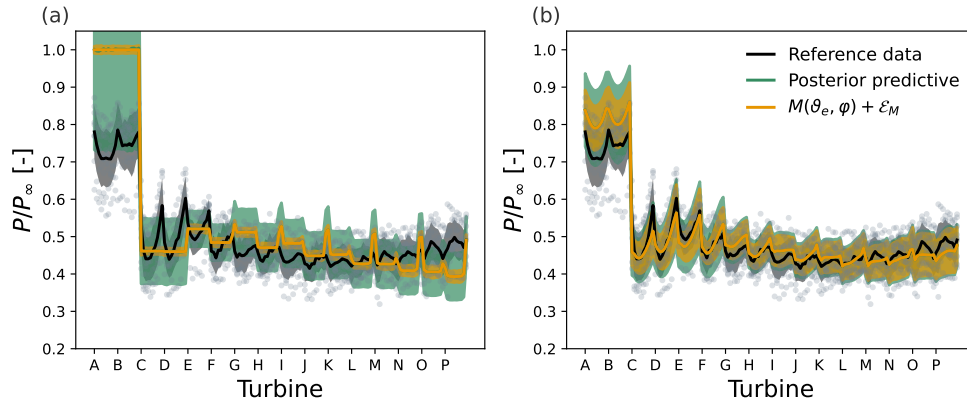 (a)
1.0
0.9
0.8
0.7
0.6
0.5
0.4
0.3
0.2
P/P∞ [-]
A B C D E F G H I J K L M N O P
Turbine
(b)
1.0
0.9
0.8
0.7
0.6
0.5
0.4
0.3
0.2
P/P∞ [-]
Reference data
Posterior predictive
M(ϑₑ, φ) + ℰ_M
A B C D E F G H I J K L M N O P
Turbine